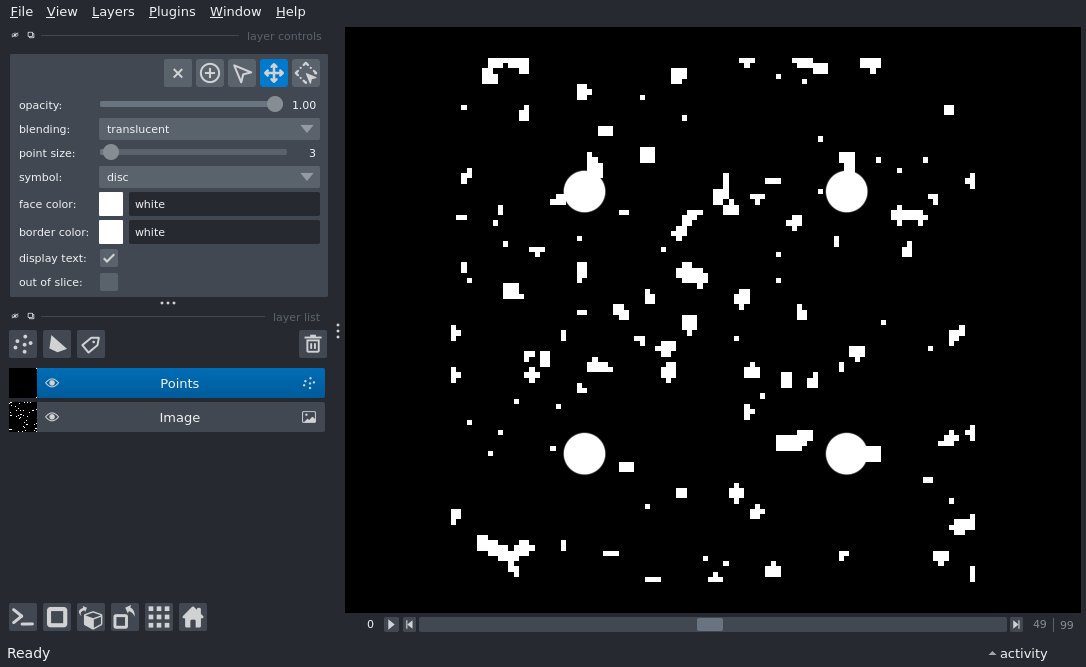 File View Layers Plugins Window Help
layer controls
opacity: 1.00
blending: translucent
point size: 3
symbol: disc
face color: white
border color: white
display text:
out of slice:
layer list
Points
Image
0 49 | 99
Ready activity